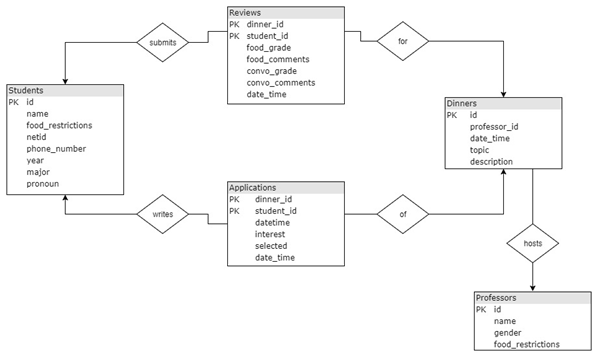 Reviews
PK dinner_id
PK student_id
food_grade
food_comments
convo_grade
convo_comments
date_time
submits
for
Students
PK id
name
food_restrictions
netid
phone_number
year
major
pronoun
Dinners
PK id
professor_id
date_time
topic
description
Applications
PK dinner_id
PK student_id
datetime
interest
selected
date_time
writes
of
hosts
Professors
PK id
name
gender
food_restrictions